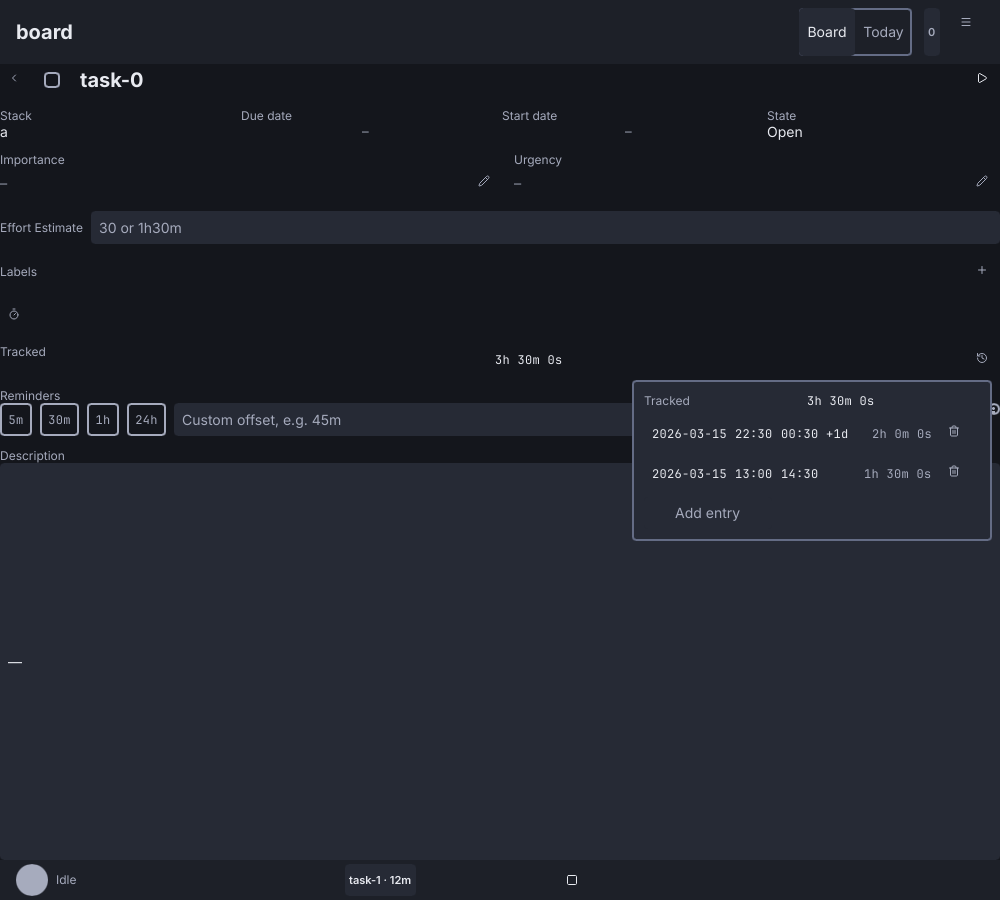 board
Board Today 0
task-0
Stack Due date Start date State
a – – Open
Importance Urgency
– –
Effort Estimate 30 or 1h30m
Labels
Tracked
3h 30m 0s
Reminders
5m 30m 1h 24h Custom offset, e.g. 45m
Tracked 3h 30m 0s
2026-03-15 22:30 00:30 +1d 2h 0m 0s
2026-03-15 13:00 14:30 1h 30m 0s
Add entry
Description
—
Idle task-1 · 12m